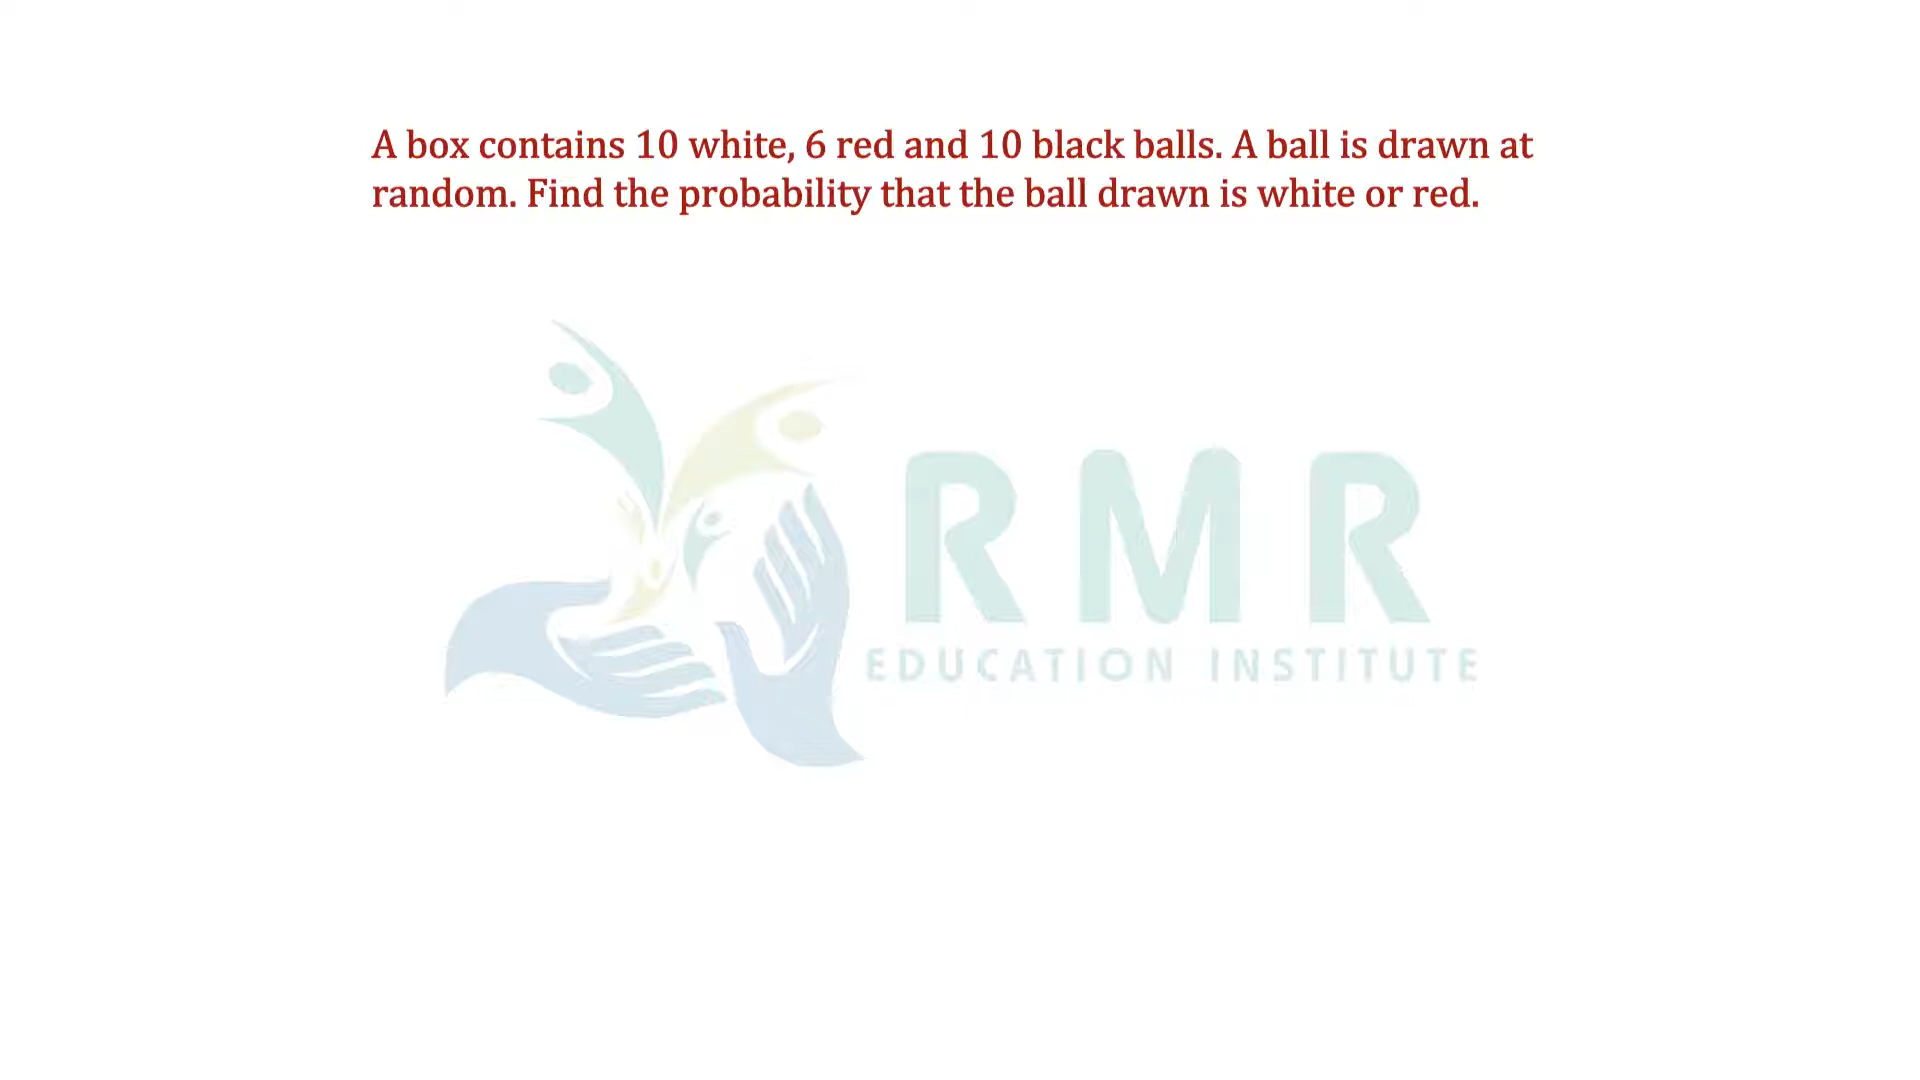 A box contains 10 white, 6 red and 10 black balls. A ball is drawn at
random. Find the probability that the ball drawn is white or red.
RMR
EDUCATION INSTITUTE